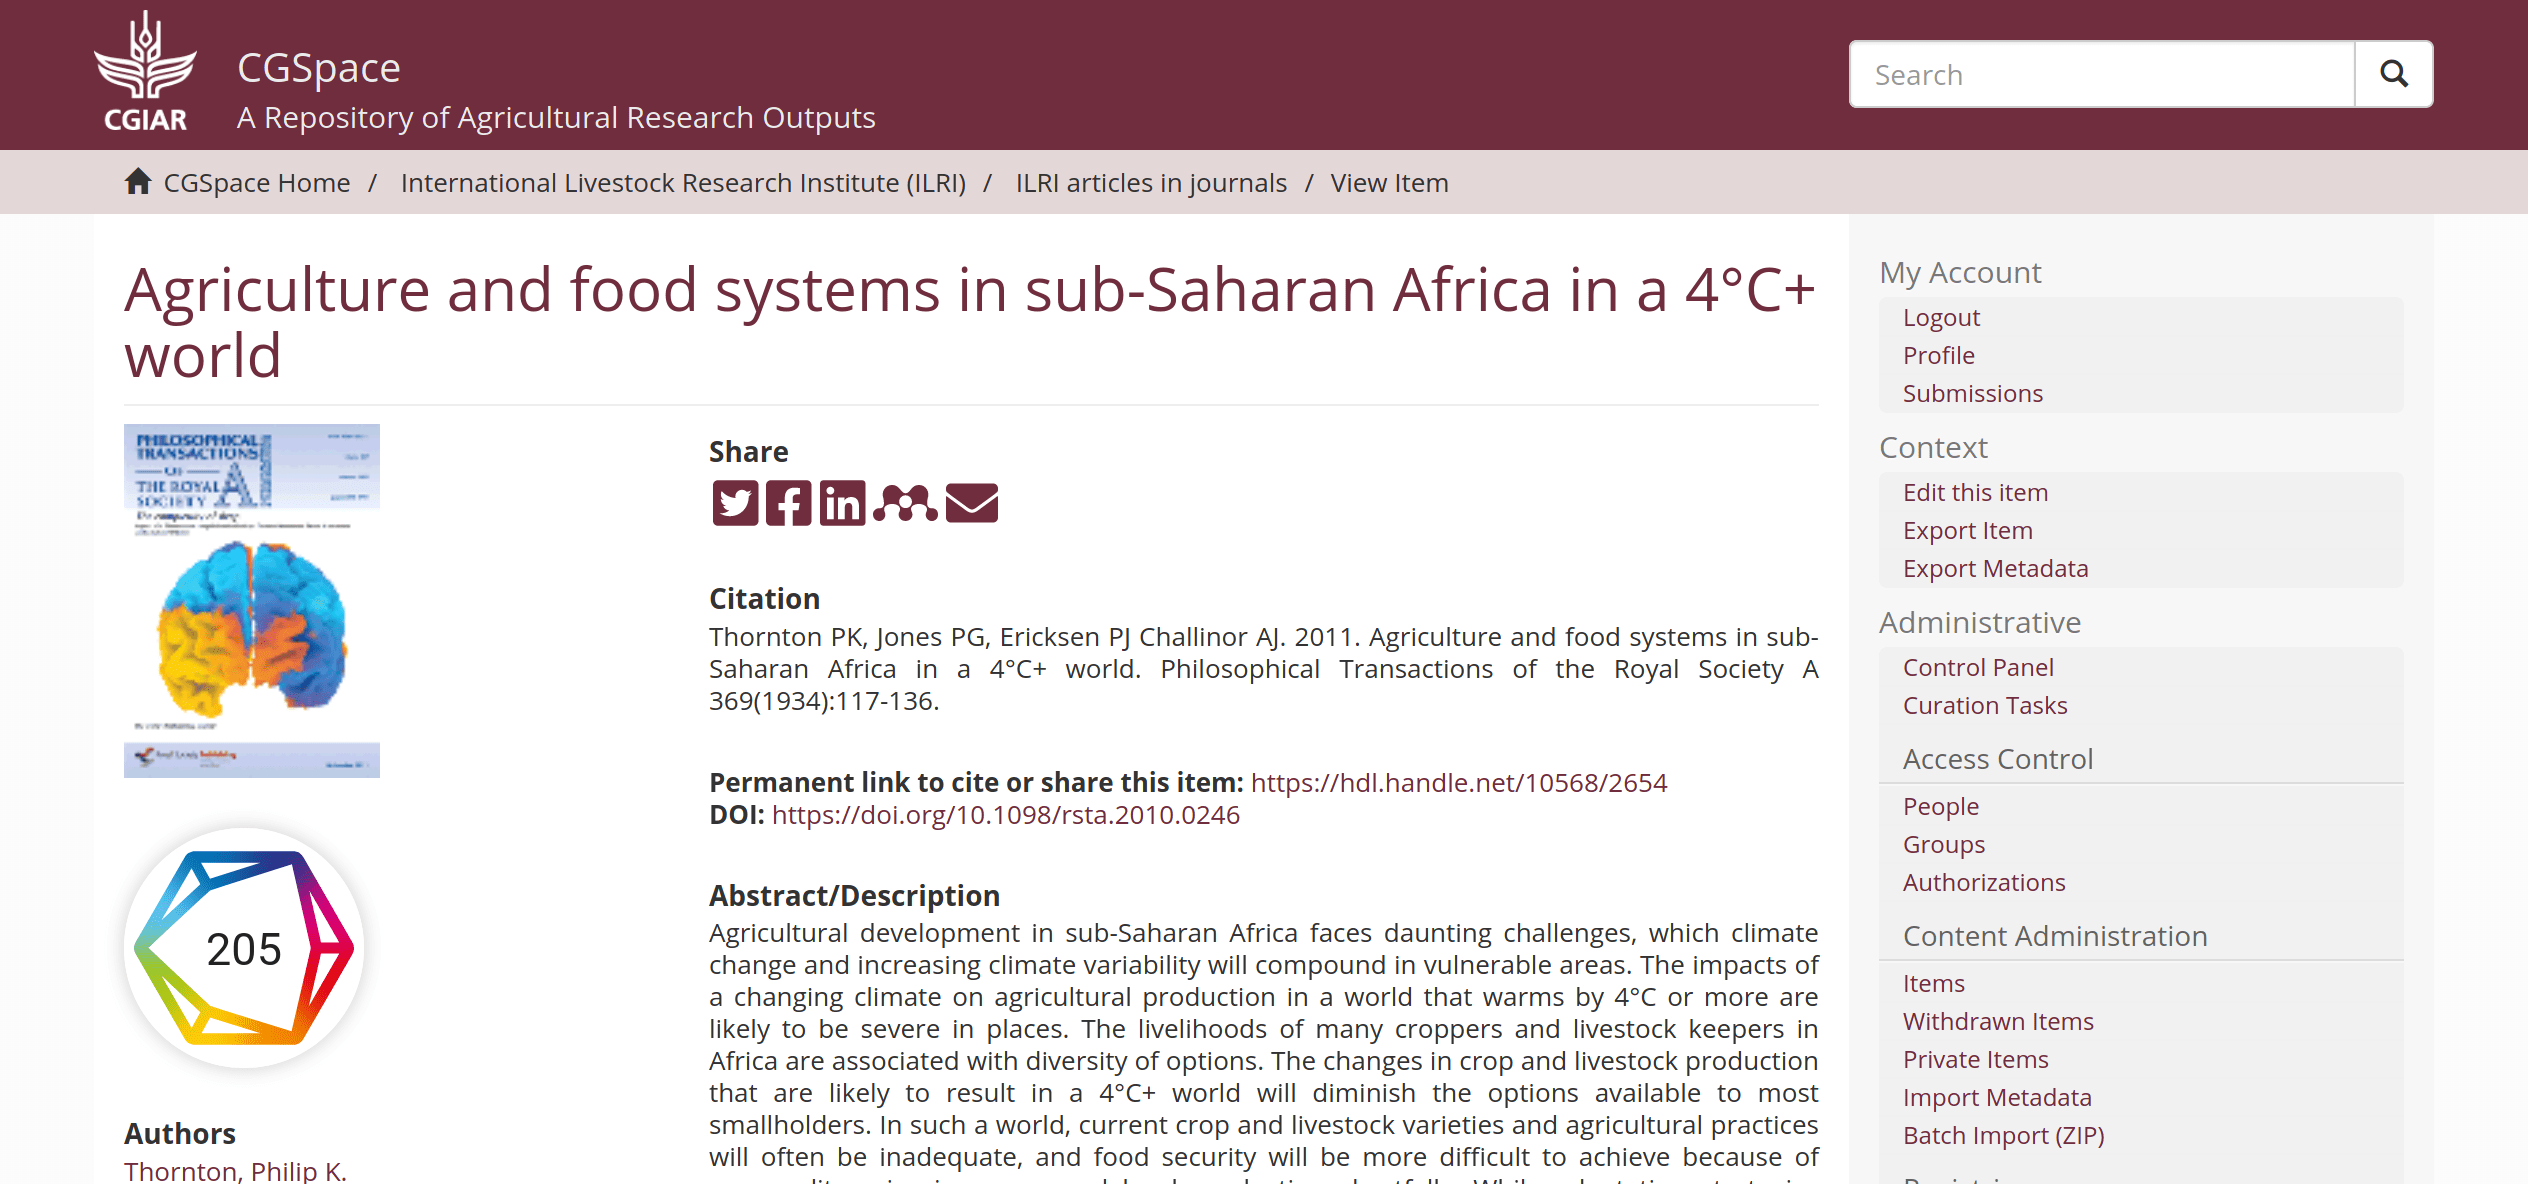 CGIAR
CGSpace
A Repository of Agricultural Research Outputs
Search
CGSpace Home / International Livestock Research Institute (ILRI) / ILRI articles in journals / View Item
Agriculture and food systems in sub-Saharan Africa in a 4°C+
world
PHILOSOPHICAL
TRANSACTIONS
OF
THE ROYAL
SOCIETY A
205
Authors
Thornton, Philip K.
Share
Citation
Thornton PK, Jones PG, Ericksen PJ Challinor AJ. 2011. Agriculture and food systems in sub-
Saharan Africa in a 4°C+ world. Philosophical Transactions of the Royal Society A
369(1934):117-136.
Permanent link to cite or share this item: https://hdl.handle.net/10568/2654
DOI: https://doi.org/10.1098/rsta.2010.0246
Abstract/Description
Agricultural development in sub-Saharan Africa faces daunting challenges, which climate
change and increasing climate variability will compound in vulnerable areas. The impacts of
a changing climate on agricultural production in a world that warms by 4°C or more are
likely to be severe in places. The livelihoods of many croppers and livestock keepers in
Africa are associated with diversity of options. The changes in crop and livestock production
that are likely to result in a 4°C+ world will diminish the options available to most
smallholders. In such a world, current crop and livestock varieties and agricultural practices
will often be inadequate, and food security will be more difficult to achieve because of
My Account
Logout
Profile
Submissions
Context
Edit this item
Export Item
Export Metadata
Administrative
Control Panel
Curation Tasks
Access Control
People
Groups
Authorizations
Content Administration
Items
Withdrawn Items
Private Items
Import Metadata
Batch Import (ZIP)